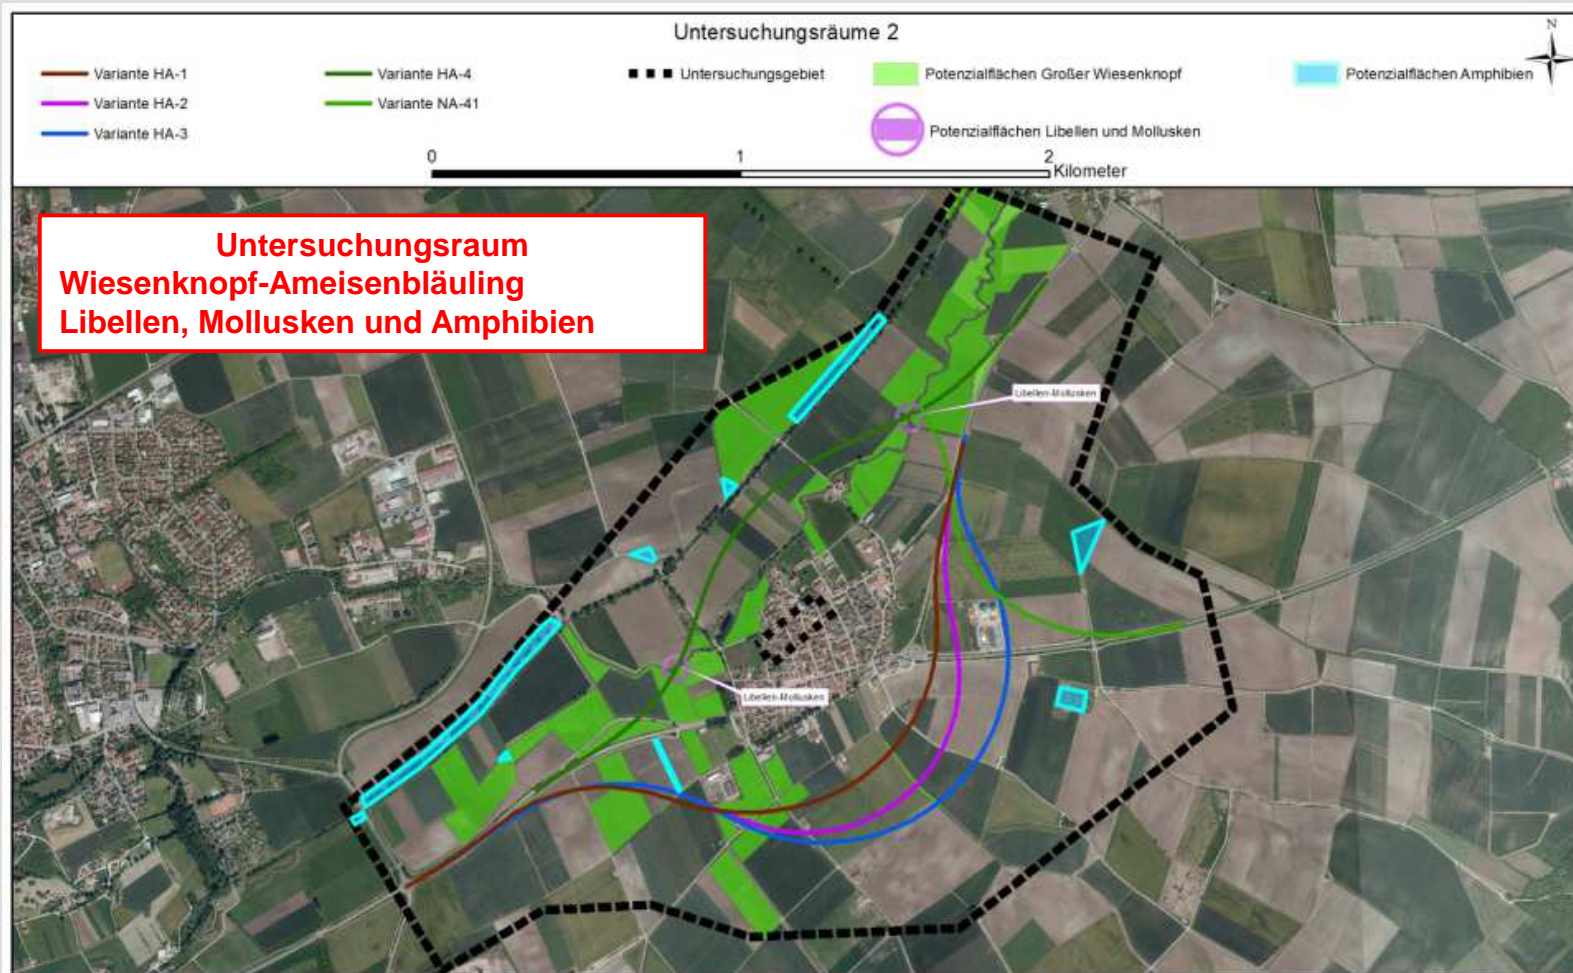 Untersuchungsräume 2
N
Variante HA-1
Variante HA-4
Untersuchungsgebiet
Potenzialflächen Großer Wiesenknopf
Potenzialflächen Amphibien
Variante HA-2
Variante NA-41
Variante HA-3
Potenzialflächen Libellen und Mollusken
0 1 2
Kilometer
Untersuchungsraum
Wiesenknopf-Ameisenbläuling
Libellen, Mollusken und Amphibien
Libellen-Mollusken
Libellen-Mollusken